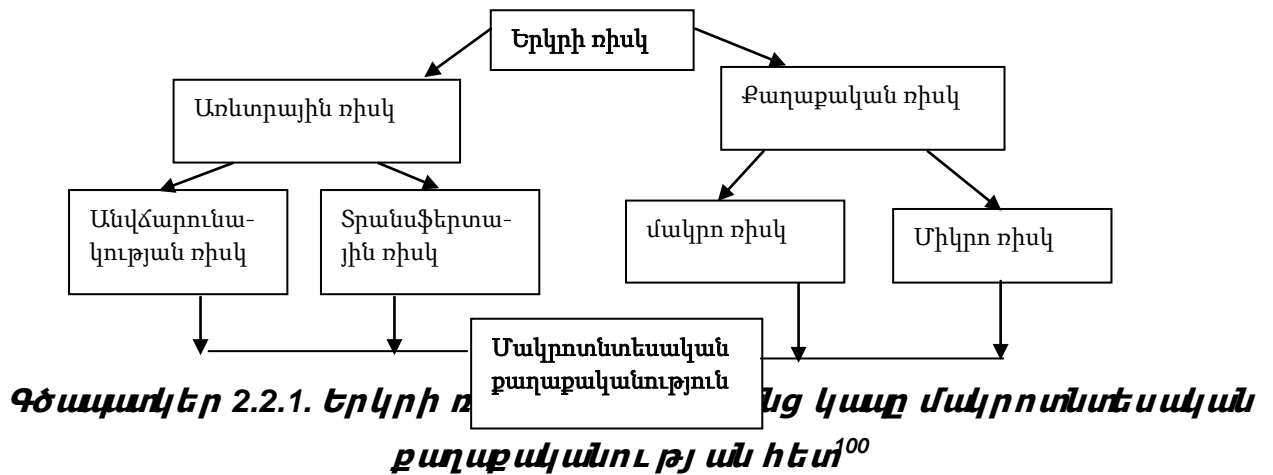 Երկրի ռիսկ
Առևտրային ռիսկ
Քաղաքական ռիսկ
Անվճարունա-
կության ռիսկ
Տրանսֆերտա-
յին ռիսկ
մակրո ռիսկ
Միկրո ռիսկ
Մակրոտնտեսական
քաղաքականություն
Գծապատկեր 2.2.1. Երկրի կապը մակրոտնտեսական
քաղաքականության հետ100